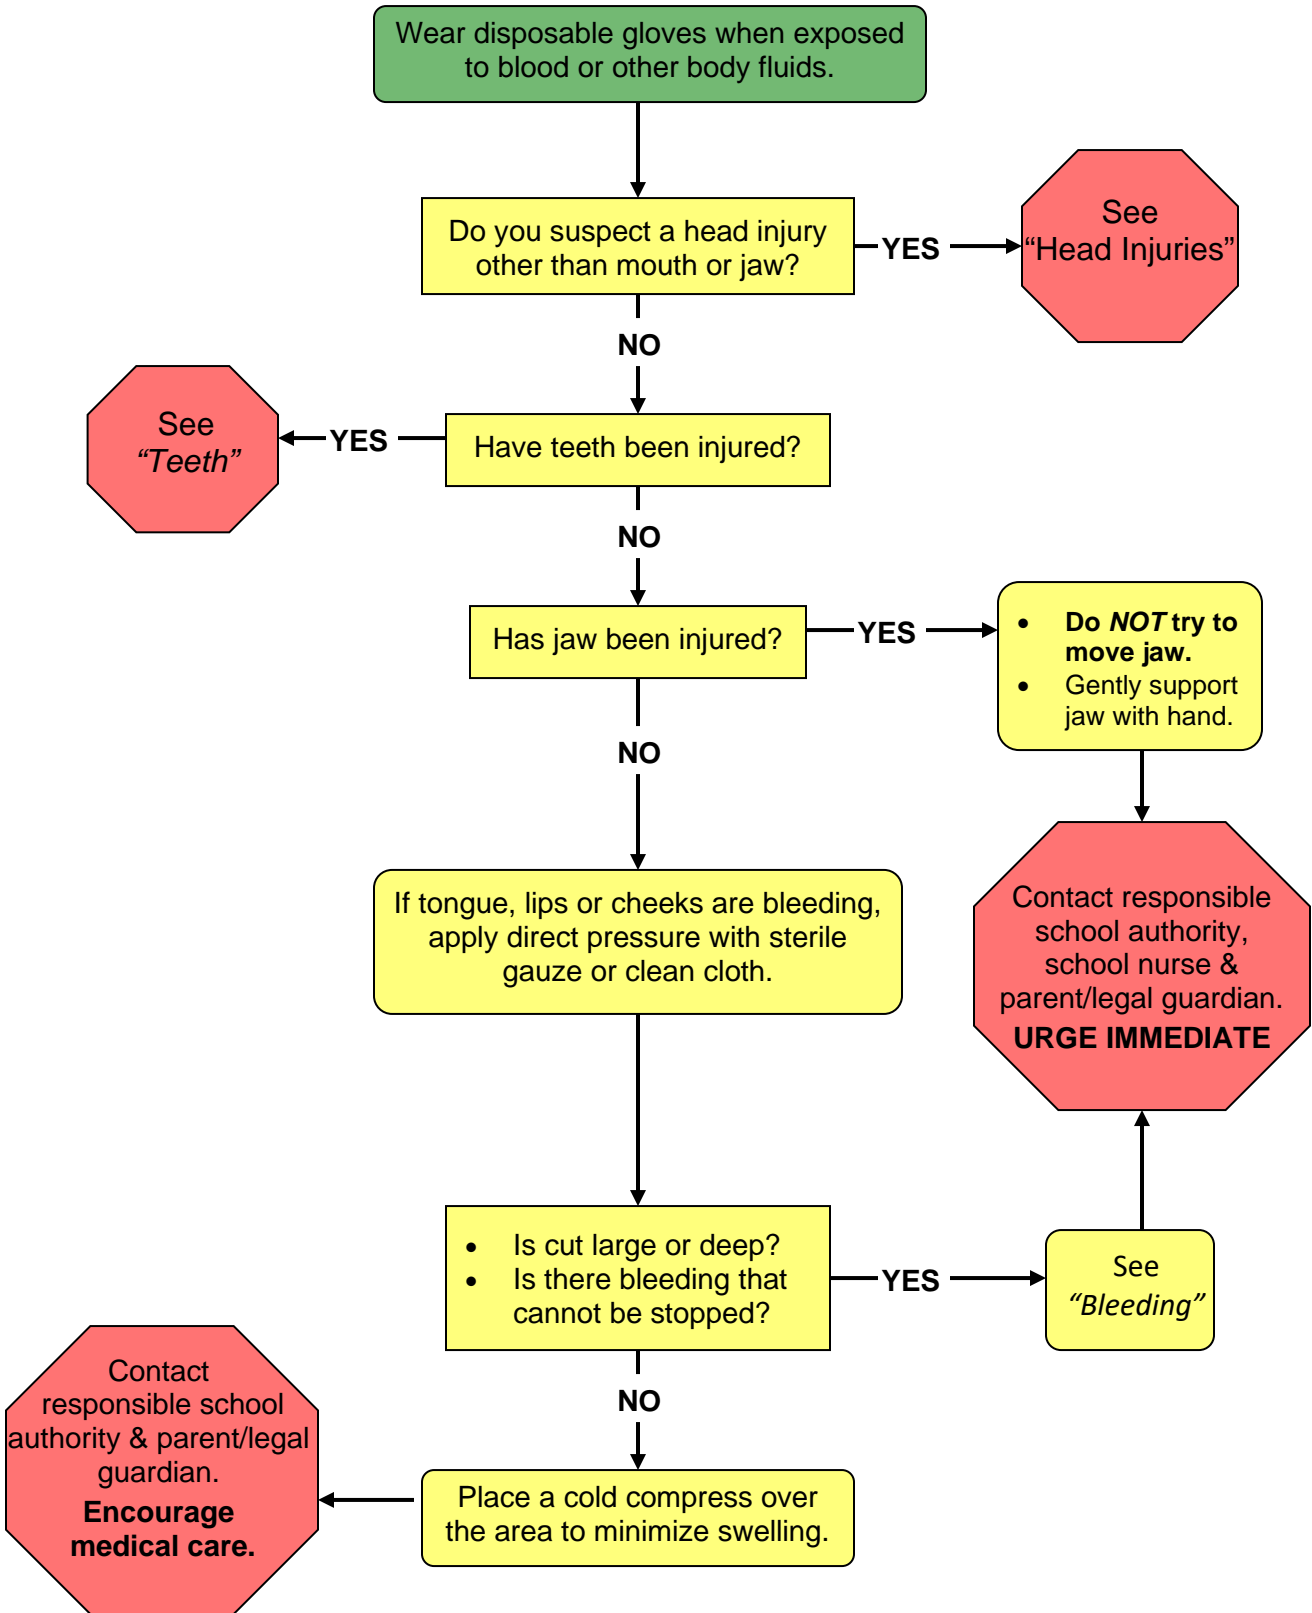 Wear disposable gloves when exposed
to blood or other body fluids.
Do you suspect a head injury
other than mouth or jaw?
YES
See
“Head Injuries”
NO
See
“Teeth”
YES
Have teeth been injured?
NO
Has jaw been injured?
YES
• Do NOT try to
move jaw.
• Gently support
jaw with hand.
NO
If tongue, lips or cheeks are bleeding,
apply direct pressure with sterile
gauze or clean cloth.
Contact responsible
school authority,
school nurse &
parent/legal guardian.
URGE IMMEDIATE
• Is cut large or deep?
• Is there bleeding that
cannot be stopped?
YES
See
“Bleeding”
NO
Place a cold compress over
the area to minimize swelling.
Contact
responsible school
authority & parent/legal
guardian.
Encourage
medical care.